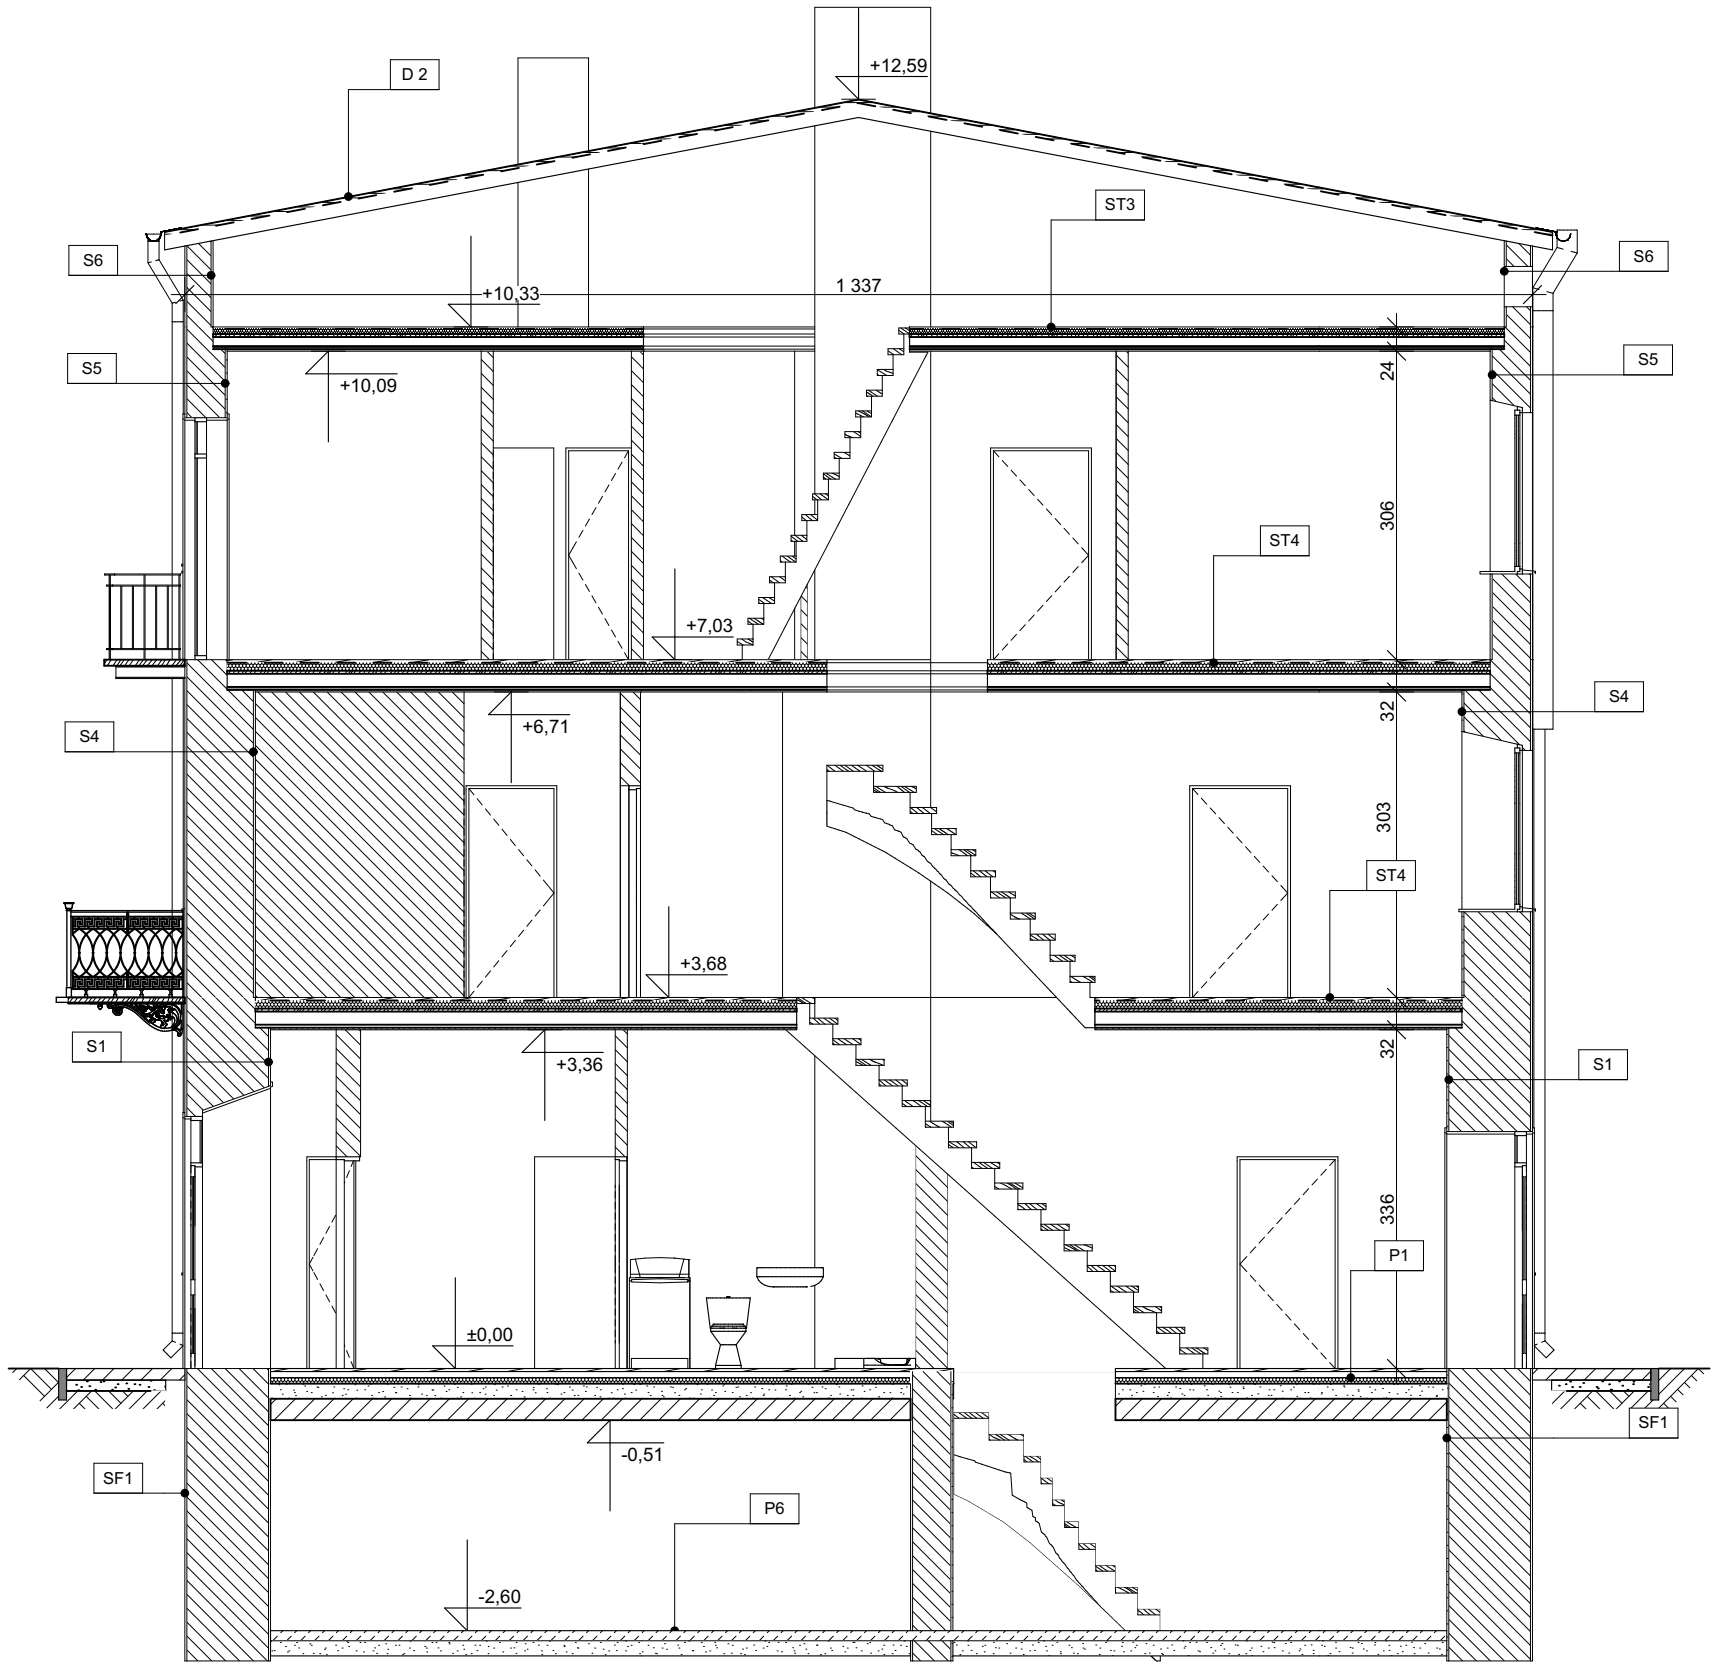 +12,59
D 2
ST3
S6
S6
1 337
+10,33
S5
+10,09
24
S5
306
ST4
+7,03
S4
32
+6,71
S4
303
ST4
+3,68
S1
+3,36
32
S1
336
P1
±0,00
SF1
-0,51
SF1
P6
-2,60